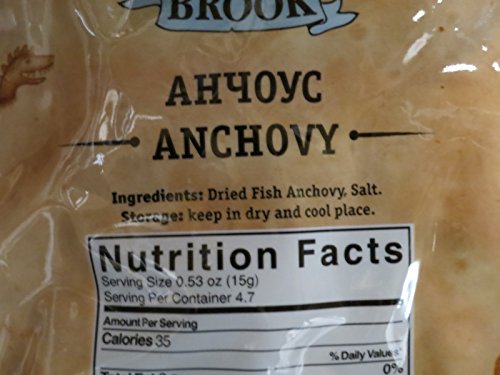 BROOK
АНЧОУС
ANCHOVY
Ingredients: Dried Fish Anchovy, Salt.
Storage: keep in dry and cool place.
Nutrition Facts
Serving Size 0.53 oz (15g)
Serving Per Container 4.7
Amount Per Serving
Calories 35
% Daily Values*
0%